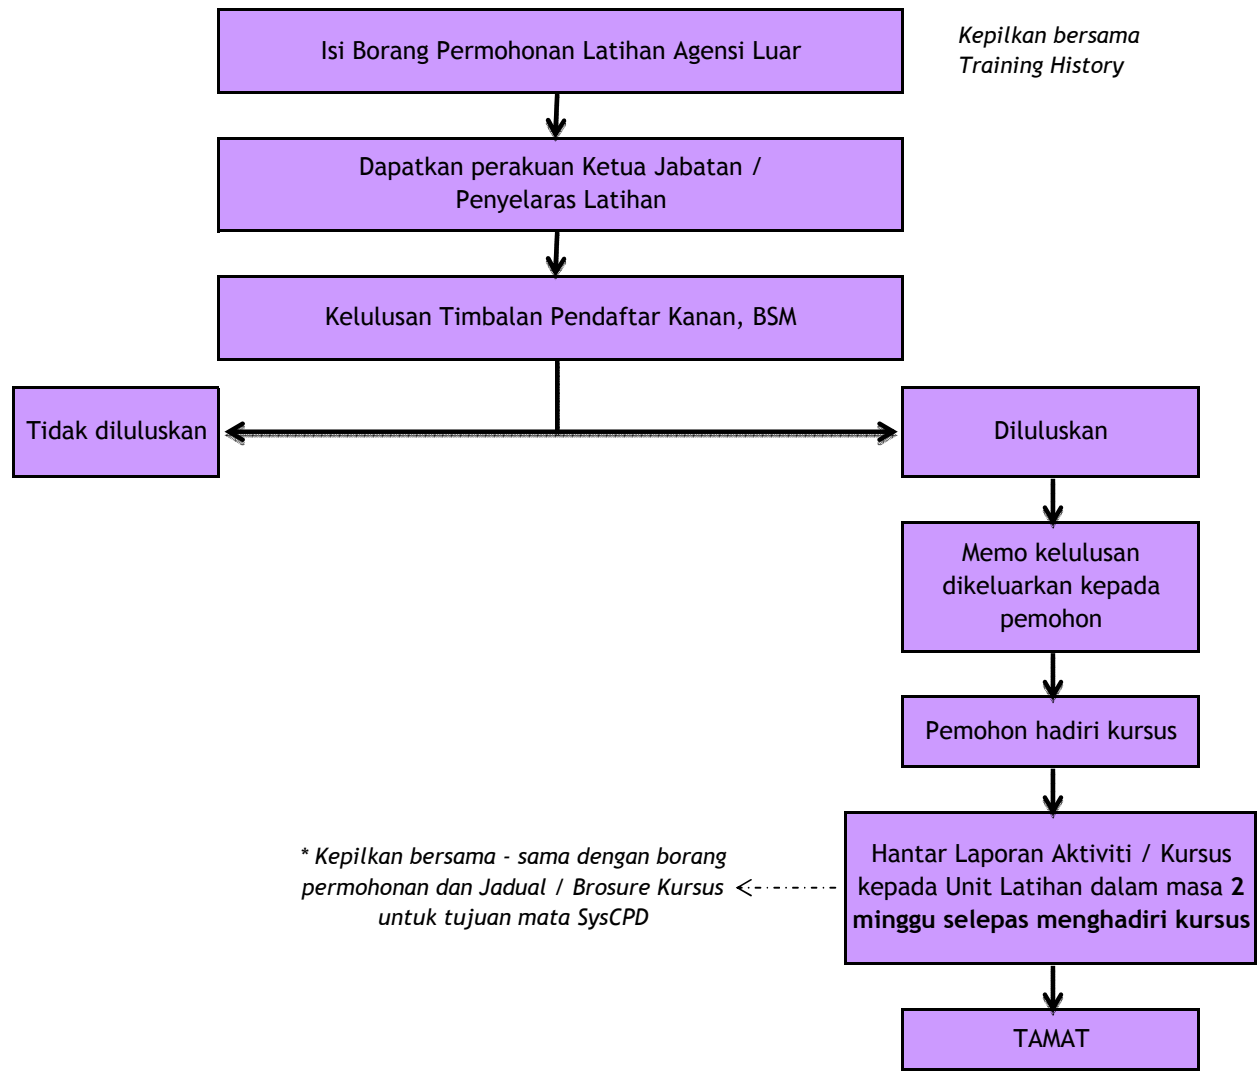 Isi Borang Permohonan Latihan Agensi Luar
Kepilkan bersama
Training History
Dapatkan perakuan Ketua Jabatan /
Penyelaras Latihan
Kelulusan Timbalan Pendaftar Kanan, BSM
Tidak diluluskan
Diluluskan
Memo kelulusan
dikeluarkan kepada
pemohon
Pemohon hadiri kursus
Hantar Laporan Aktiviti / Kursus
kepada Unit Latihan dalam masa 2
minggu selepas menghadiri kursus
* Kepilkan bersama - sama dengan borang
permohonan dan Jadual / Brosure Kursus
untuk tujuan mata SysCPD
TAMAT